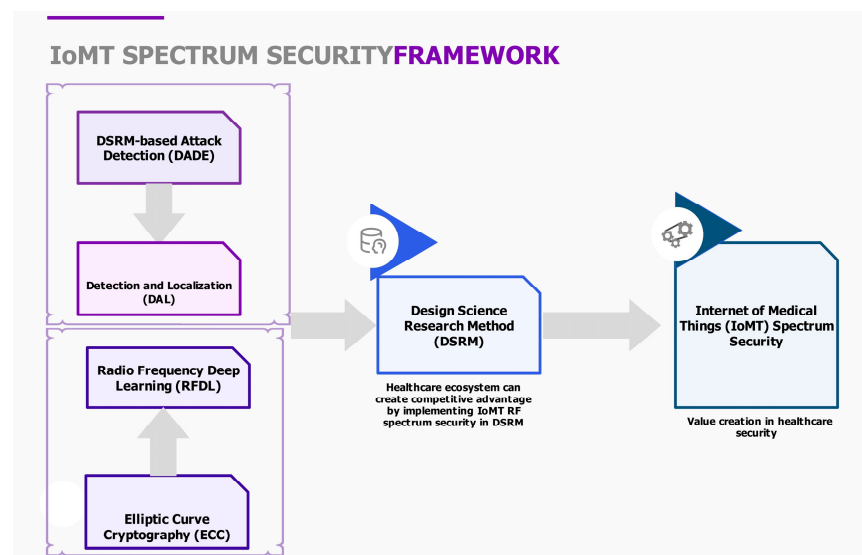 IoMT SPECTRUM SECURITYFRAMEWORK
DSRM-based Attack
Detection (DADE)
Detection and Localization
(DAL)
Radio Frequency Deep
Learning (RFDL)
Elliptic Curve
Cryptography (ECC)
Design Science
Research Method
(DSRM)
Healthcare ecosystem can
create competitive advantage
by implementing IoMT RF
spectrum security in DSRM
Internet of Medical
Things (IoMT) Spectrum
Security
Value creation in healthcare
security